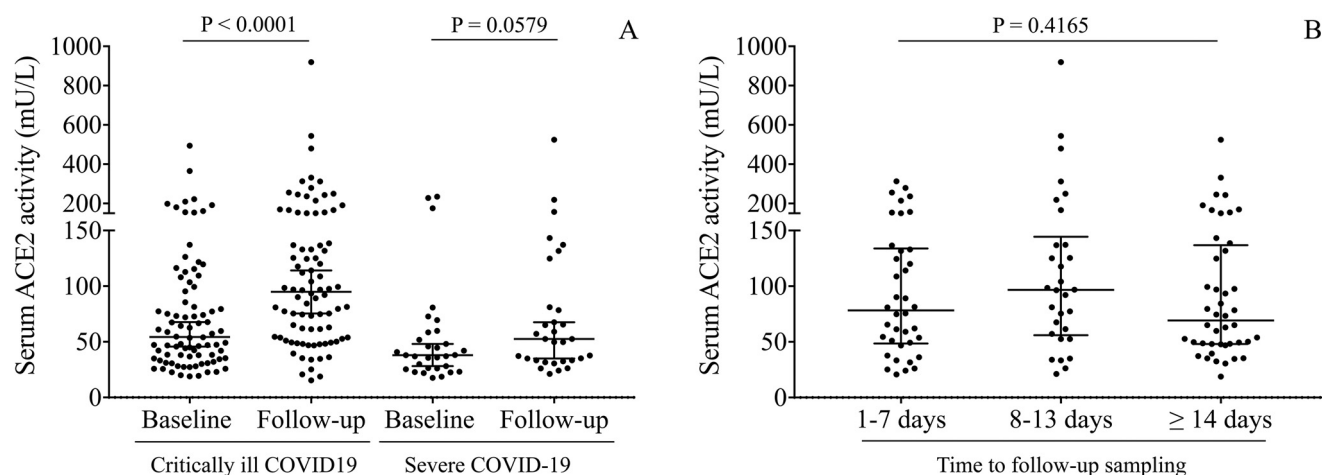 P < 0.0001
P = 0.0579
A
Serum ACE2 activity (mU/L)
1000
800
600
400
200
150
100
50
0
Baseline
Follow-up
Baseline
Follow-up
Critically ill COVID19
Severe COVID-19
P = 0.4165
B
Serum ACE2 activity (mU/L)
1000
800
600
400
200
150
100
50
0
1-7 days
8-13 days
≥ 14 days
Time to follow-up sampling